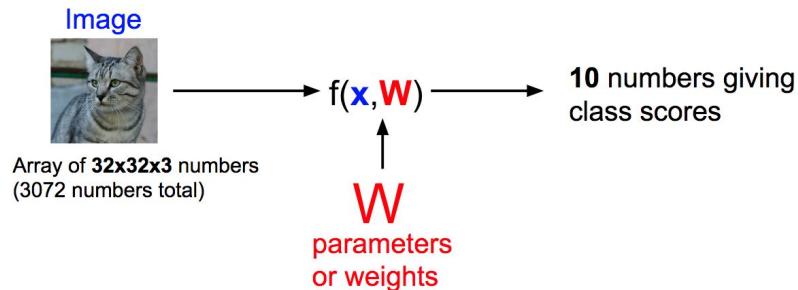 Image
f(x,W)
10 numbers giving
class scores
Array of 32x32x3 numbers
(3072 numbers total)
W
parameters
or weights